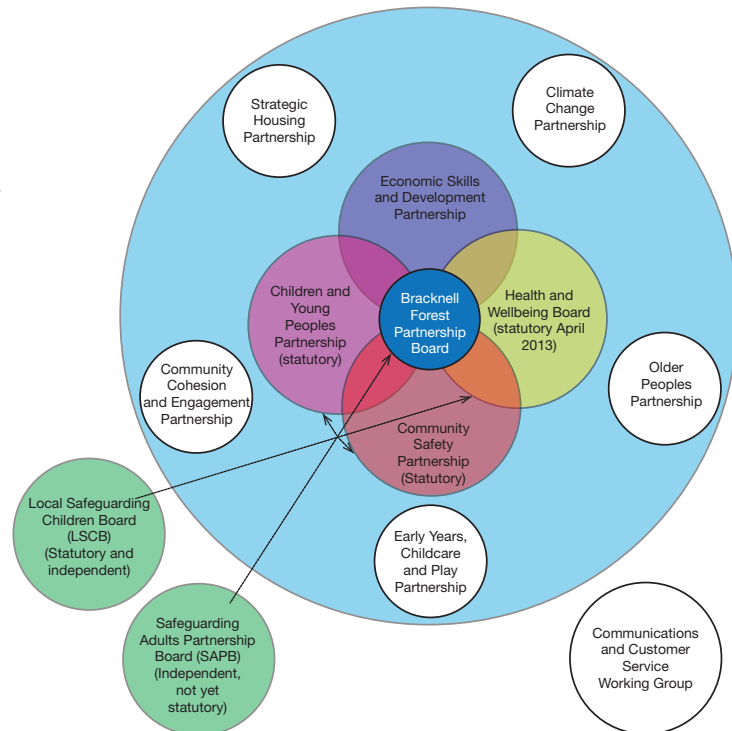 Strategic
Housing
Partnership
Climate
Change
Partnership
Economic Skills
and Development
Partnership
Children and
Young
Peoples
Partnership
(statutory)
Bracknell
Forest
Partnership
Board
Health and
Wellbeing Board
(statutory April
2013)
Community
Cohesion
and Engagement
Partnership
Older
Peoples
Partnership
Community
Safety
Partnership
(Statutory)
Local Safeguarding
Children Board
(LSCB)
(Statutory and
independent)
Early Years,
Childcare
and Play
Partnership
Safeguarding
Adults Partnership
Board (SAPB)
(Independent,
not yet
statutory)
Communications
and Customer
Service
Working Group